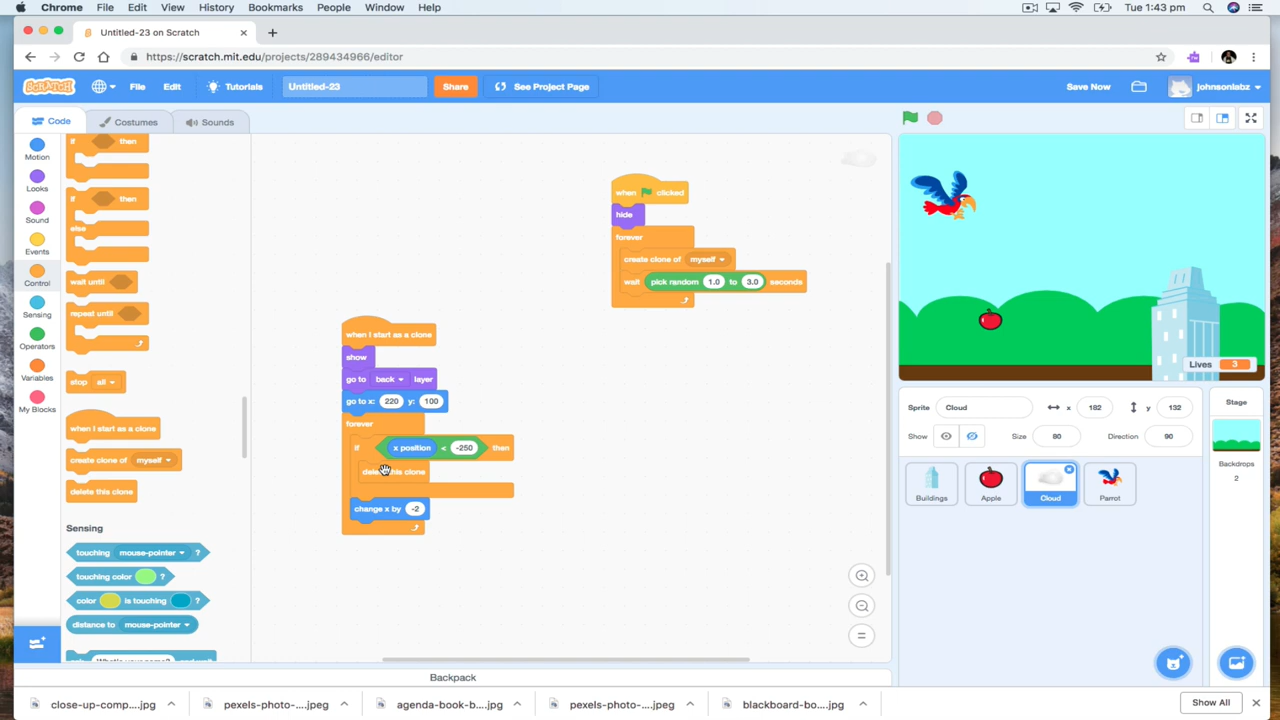 Chrome File Edit View History Bookmarks People Window Help Tue 1:43 pm
Untitled-23 on Scratch
https://scratch.mit.edu/projects/289434966/editor
SCRATCH File Edit Tutorials Untitled-23 Share See Project Page Save Now johnsonlabz
Code Costumes Sounds
Motion
Looks
Sound
Events
Control
Sensing
Operators
Variables
My Blocks
if then
if then
else
wait until
repeat until
stop all
when I start as a clone
create clone of myself
delete this clone
Sensing
touching mouse-pointer ?
touching color ?
color is touching ?
distance to mouse-pointer
when clicked
hide
forever
create clone of myself
wait pick random 1.0 to 3.0 seconds
when I start as a clone
show
go to back layer
go to x: 220 y: 100
forever
if x position < -250 then
delete this clone
change x by -2
Lives 3
Sprite Cloud x 182 y 132
Show Size 80 Direction 90
Buildings Apple Cloud Parrot
Stage
Backdrops
2
Backpack
close-up-comp....jpg pexels-photo-....jpeg agenda-book-b....jpg pexels-photo-....jpeg blackboard-bo....jpg Show All